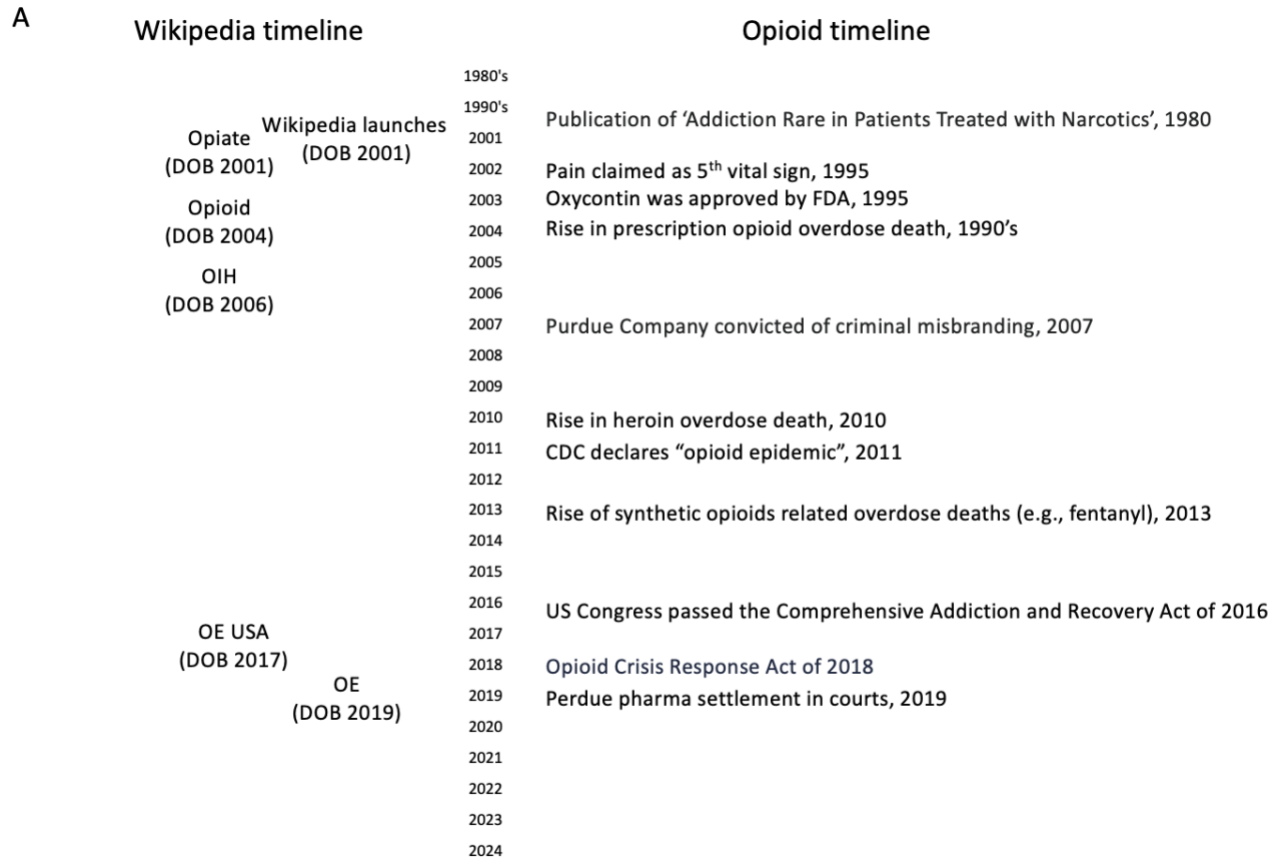 A
Wikipedia timeline
Opioid timeline
1980's
1990's
Publication of ‘Addiction Rare in Patients Treated with Narcotics’, 1980
Wikipedia launches
(DOB 2001)
Opiate
(DOB 2001)
2001
2002
Pain claimed as 5th vital sign, 1995
2003
Oxycontin was approved by FDA, 1995
Opioid
(DOB 2004)
2004
Rise in prescription opioid overdose death, 1990’s
2005
OIH
(DOB 2006)
2006
2007
Purdue Company convicted of criminal misbranding, 2007
2008
2009
2010
Rise in heroin overdose death, 2010
2011
CDC declares “opioid epidemic”, 2011
2012
2013
Rise of synthetic opioids related overdose deaths (e.g., fentanyl), 2013
2014
2015
2016
US Congress passed the Comprehensive Addiction and Recovery Act of 2016
OE USA
(DOB 2017)
2017
2018
Opioid Crisis Response Act of 2018
OE
(DOB 2019)
2019
Perdue pharma settlement in courts, 2019
2020
2021
2022
2023
2024